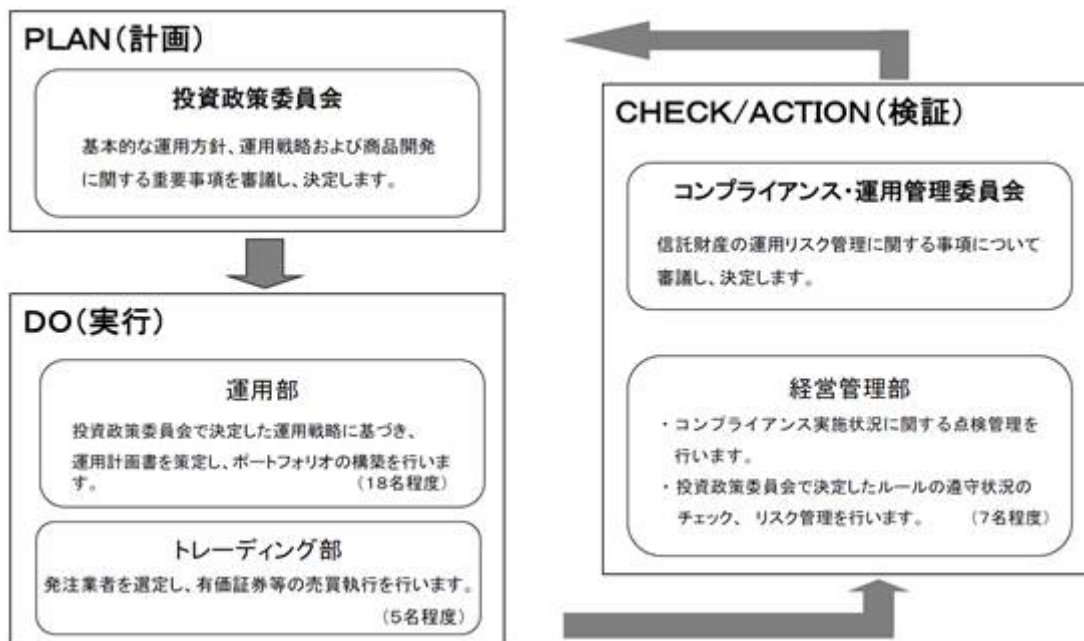 PLAN(計画)
投資政策委員会
基本的な運用方針、運用戦略および商品開発
に関する重要事項を審議し、決定します。
DO(実行)
運用部
投資政策委員会で決定した運用戦略に基づき、
運用計画書を策定し、ポートフォリオの構築を行いま
す。 (18名程度)
トレーディング部
発注業者を選定し、有価証券等の売買執行を行います。
(5名程度)
CHECK/ACTION(検証)
コンプライアンス・運用管理委員会
信託財産の運用リスク管理に関する事項について
審議し、決定します。
経営管理部
・コンプライアンス実施状況に関する点検管理を
行います。
・投資政策委員会で決定したルールの遵守状況の
チェック、 リスク管理を行います。 (7名程度)